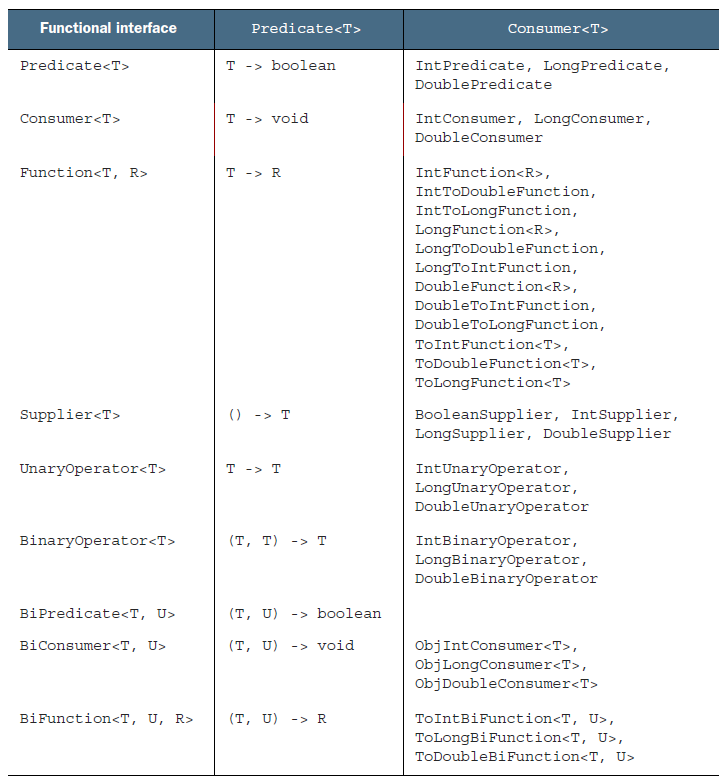 Functional interface Predicate<T> Consumer<T>
Predicate<T> T -> boolean IntPredicate, LongPredicate,
DoublePredicate
Consumer<T> T -> void IntConsumer, LongConsumer,
DoubleConsumer
Function<T, R> T -> R IntFunction<R>,
IntToDoubleFunction,
IntToLongFunction,
LongFunction<R>,
LongToDoubleFunction,
LongToIntFunction,
DoubleFunction<R>,
DoubleToIntFunction,
DoubleToLongFunction,
ToIntFunction<T>,
ToDoubleFunction<T>,
ToLongFunction<T>
Supplier<T> () -> T BooleanSupplier, IntSupplier,
LongSupplier, DoubleSupplier
UnaryOperator<T> T -> T IntUnaryOperator,
LongUnaryOperator,
DoubleUnaryOperator
BinaryOperator<T> (T, T) -> T IntBinaryOperator,
LongBinaryOperator,
DoubleBinaryOperator
BiPredicate<T, U> (T, U) -> boolean
BiConsumer<T, U> (T, U) -> void ObjIntConsumer<T>,
ObjLongConsumer<T>,
ObjDoubleConsumer<T>
BiFunction<T, U, R> (T, U) -> R ToIntBiFunction<T, U>,
ToLongBiFunction<T, U>,
ToDoubleBiFunction<T, U>